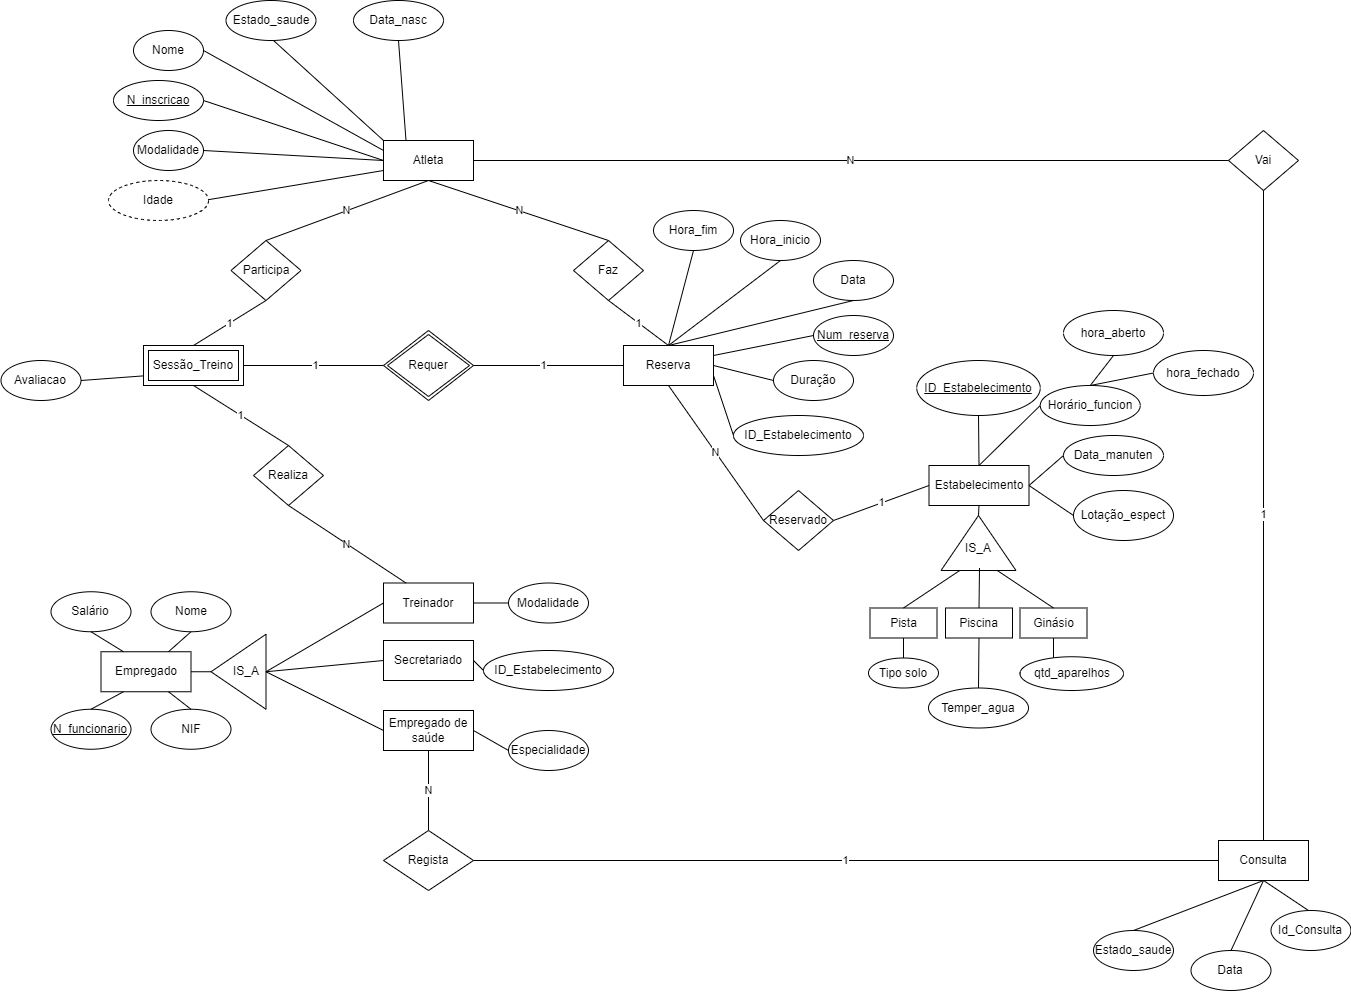 Estado_saude
Data_nasc
Nome
N_inscricao
Modalidade
Idade
Atleta
N
Vai
N
N
Participa
Faz
Hora_fim
Hora_inicio
Data
Num_reserva
1
1
Sessão_Treino
1
Requer
1
Reserva
Duração
ID_Estabelecimento
Avaliacao
hora_aberto
hora_fechado
ID_Estabelecimento
Horário_funcion
1
N
Realiza
Data_manuten
Estabelecimento
Lotação_espect
1
Reservado
1
N
IS_A
Treinador
Modalidade
Pista
Piscina
Ginásio
Salário
Nome
Empregado
IS_A
Secretariado
ID_Estabelecimento
Tipo solo
qtd_aparelhos
Temper_agua
N_funcionario
NIF
Empregado de
saúde
Especialidade
N
Regista
1
Consulta
Estado_saude
Data
Id_Consulta